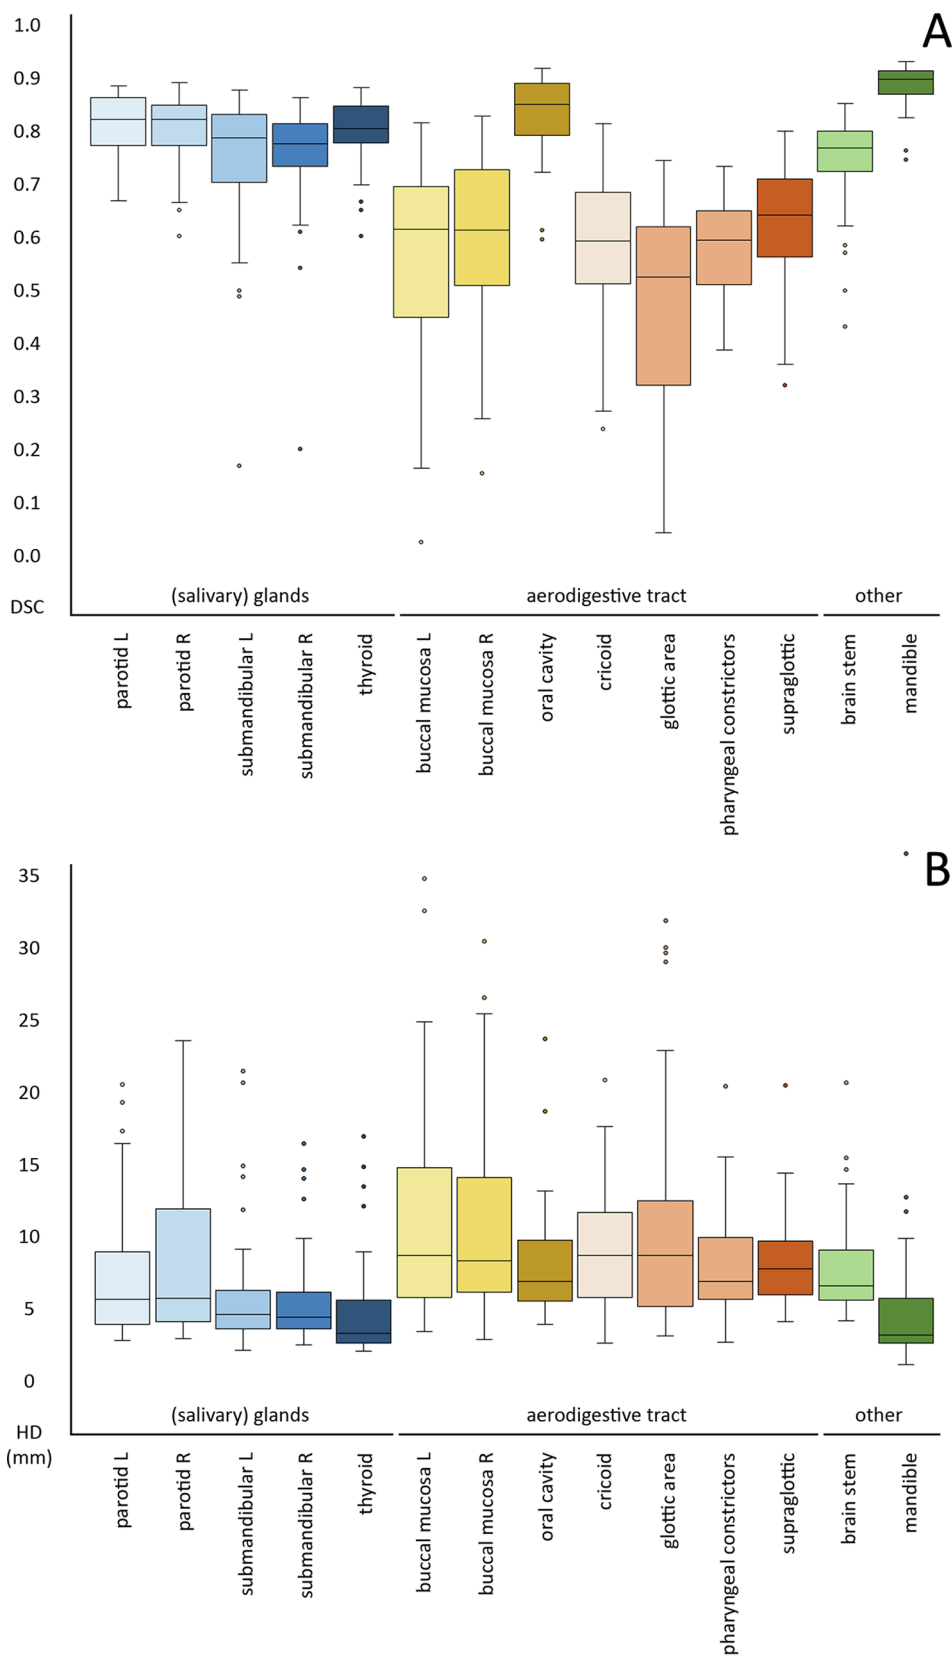 A
1.0
0.9
0.8
0.7
0.6
0.5
0.4
0.3
0.2
0.1
0.0
DSC
(salivary) glands
aerodigestive tract
other
parotid L
parotid R
submandibular L
submandibular R
thyroid
buccal mucosa L
buccal mucosa R
oral cavity
cricoid
glottic area
pharyngeal constrictors
supraglottic
brain stem
mandible
B
35
30
25
20
15
10
5
0
HD
(mm)
(salivary) glands
aerodigestive tract
other
parotid L
parotid R
submandibular L
submandibular R
thyroid
buccal mucosa L
buccal mucosa R
oral cavity
cricoid
glottic area
pharyngeal constrictors
supraglottic
brain stem
mandible